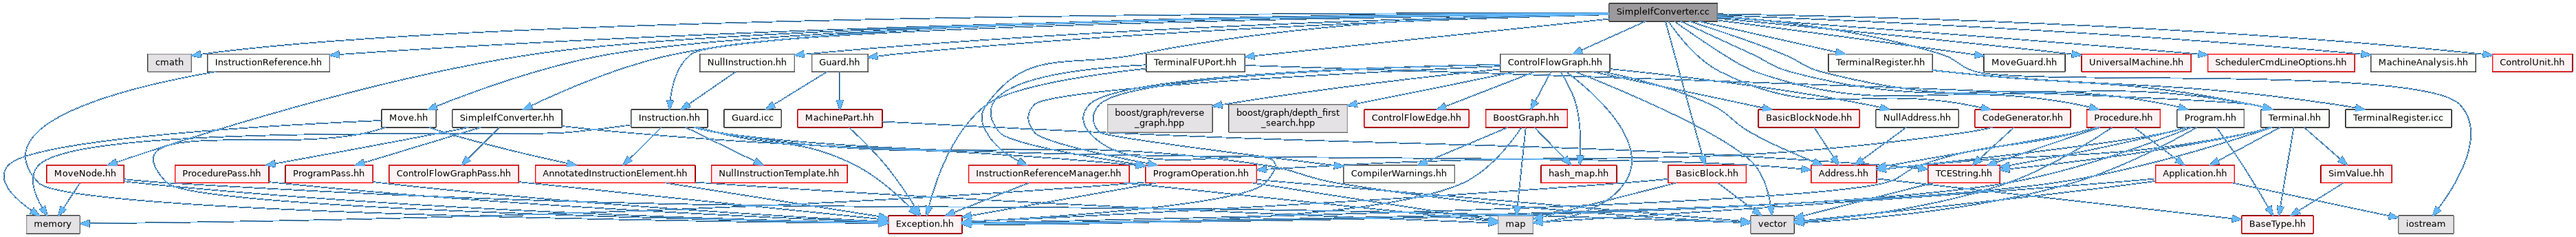 SimpleIfConverter.cc
cmath
InstructionReference.hh
NullInstruction.hh
Guard.hh
TerminalFUPort.hh
ControlFlowGraph.hh
TerminalRegister.hh
MoveGuard.hh
UniversalMachine.hh
SchedulerCmdLineOptions.hh
MachineAnalysis.hh
ControlUnit.hh
Move.hh
SimpleIfConverter.hh
Instruction.hh
Guard.icc
MachinePart.hh
boost/graph/reverse
_graph.hpp
boost/graph/depth_first
_search.hpp
ControlFlowEdge.hh
BoostGraph.hh
BasicBlockNode.hh
NullAddress.hh
CodeGenerator.hh
Procedure.hh
Program.hh
Terminal.hh
TerminalRegister.icc
MoveNode.hh
ProcedurePass.hh
ProgramPass.hh
ControlFlowGraphPass.hh
AnnotatedInstructionElement.hh
NullInstructionTemplate.hh
InstructionReferenceManager.hh
ProgramOperation.hh
CompilerWarnings.hh
hash_map.hh
BasicBlock.hh
Address.hh
TCEString.hh
Application.hh
SimValue.hh
memory
Exception.hh
map
vector
BaseType.hh
iostream